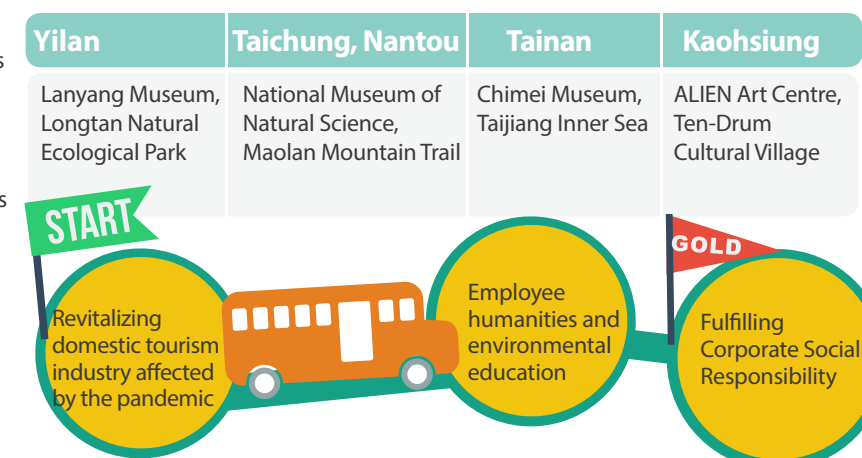 Yilan
Taichung, Nantou
Tainan
Kaohsiung
Lanyang Museum,
Longtan Natural
Ecological Park
National Museum of
Natural Science,
Maolan Mountain Trail
Chimei Museum,
Taijiang Inner Sea
ALIEN Art Centre,
Ten-Drum
Cultural Village
s
s
START
Revitalizing
domestic tourism
industry affected
by the pandemic
Employee
humanities and
environmental
education
GOLD
Fulfilling
Corporate Social
Responsibility